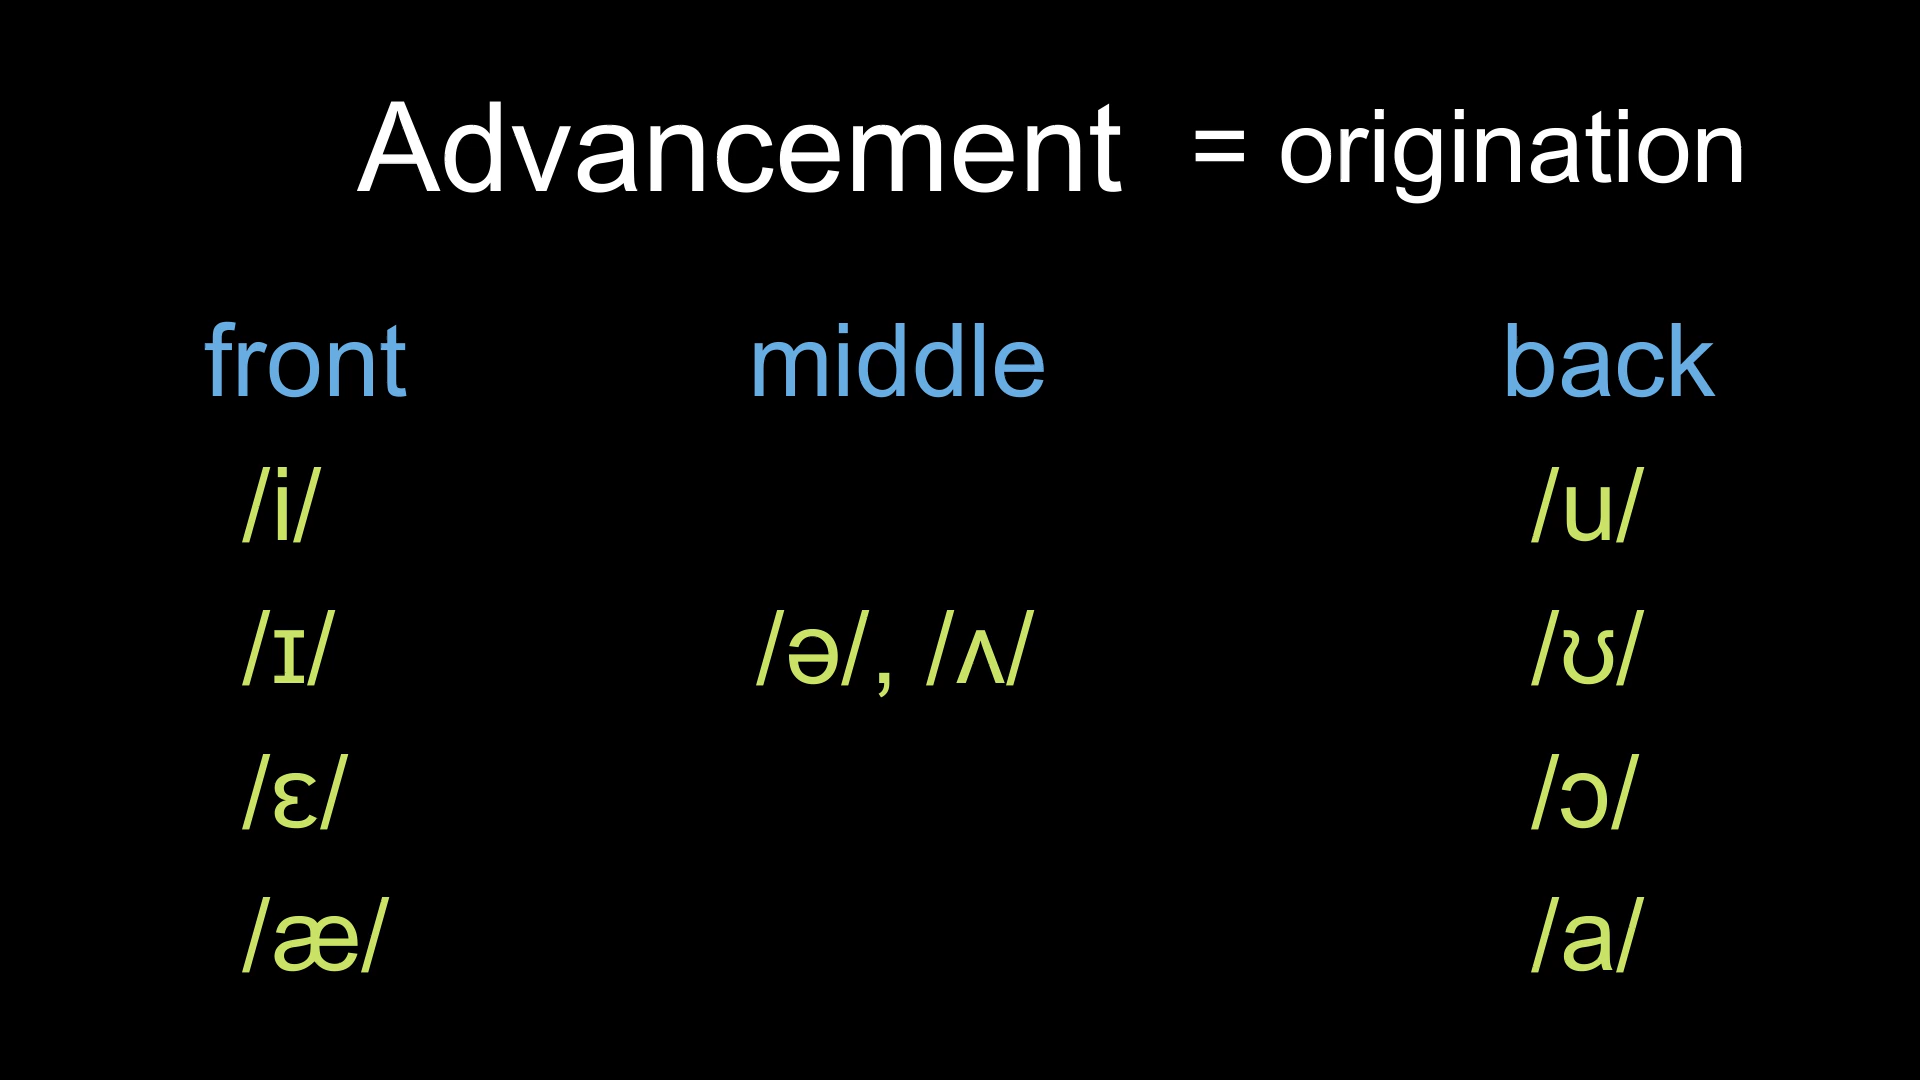 Advancement = origination
front middle back
/i/ /u/
/ɪ/ /ə/, /ʌ/ /ʊ/
/ɛ/ /ɔ/
/æ/ /a/